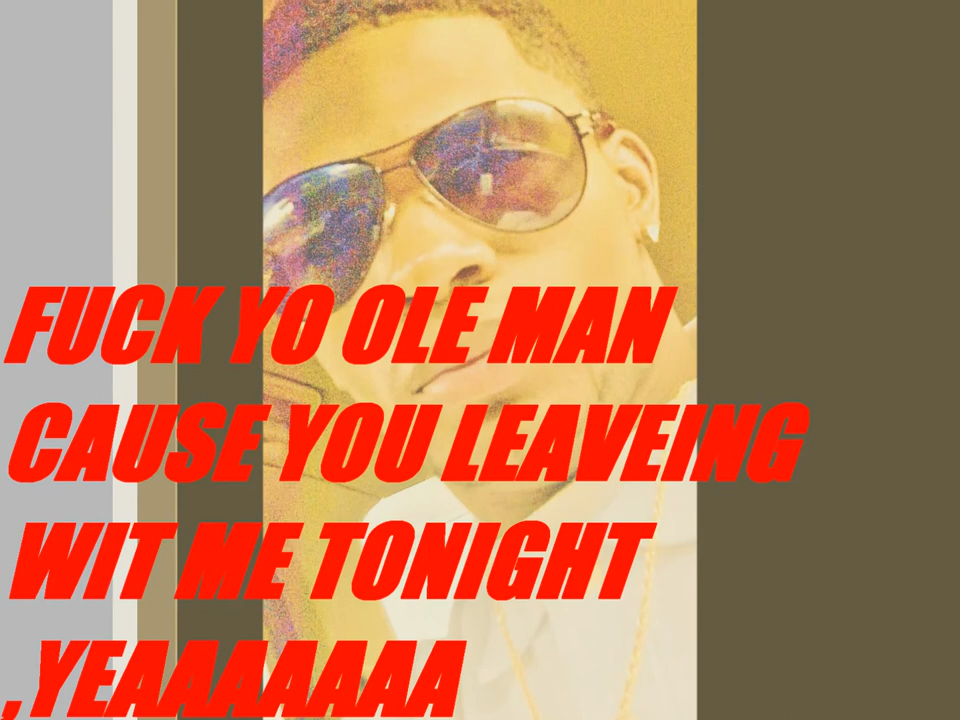 FUCK YO OLE MAN
CAUSE YOU LEAVEING
WIT ME TONIGHT
,YEAAAAAAA